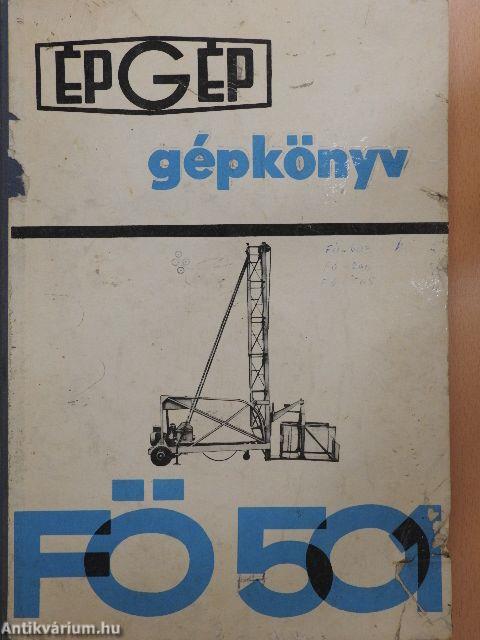 ÉPGÉP
gépkönyv
FÖ 501
Antikvárium.hu